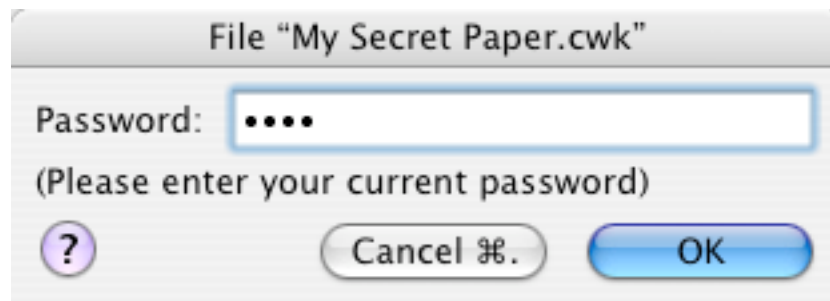 File “My Secret Paper.cwk”
Password: ••••
(Please enter your current password)
? Cancel ⌘. OK